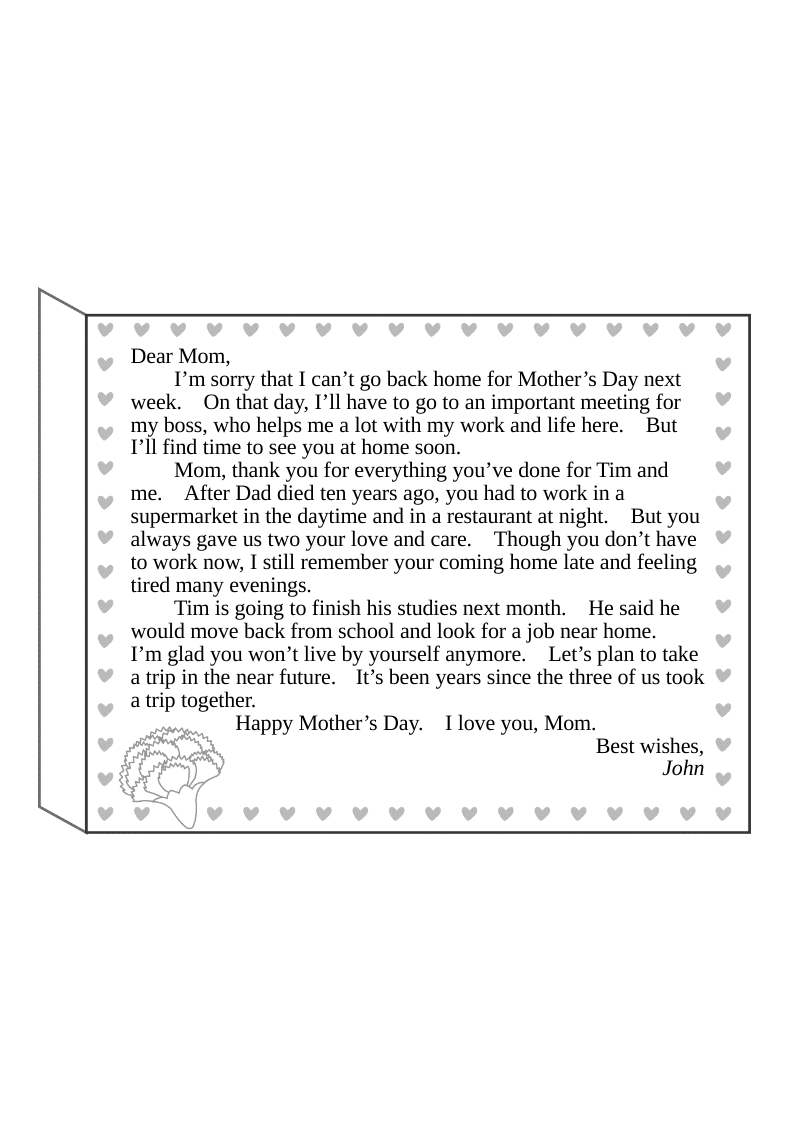 Dear Mom,
I’m sorry that I can’t go back home for Mother’s Day next
week. On that day, I’ll have to go to an important meeting for
my boss, who helps me a lot with my work and life here. But
I’ll find time to see you at home soon.
Mom, thank you for everything you’ve done for Tim and
me. After Dad died ten years ago, you had to work in a
supermarket in the daytime and in a restaurant at night. But you
always gave us two your love and care. Though you don’t have
to work now, I still remember your coming home late and feeling
tired many evenings.
Tim is going to finish his studies next month. He said he
would move back from school and look for a job near home.
I’m glad you won’t live by yourself anymore. Let’s plan to take
a trip in the near future. It’s been years since the three of us took
a trip together.
Happy Mother’s Day. I love you, Mom.
Best wishes,
John